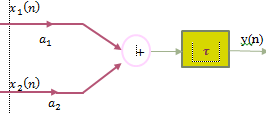 x₁(n)
a₁
+
τ
y(n)
x₂(n)
a₂